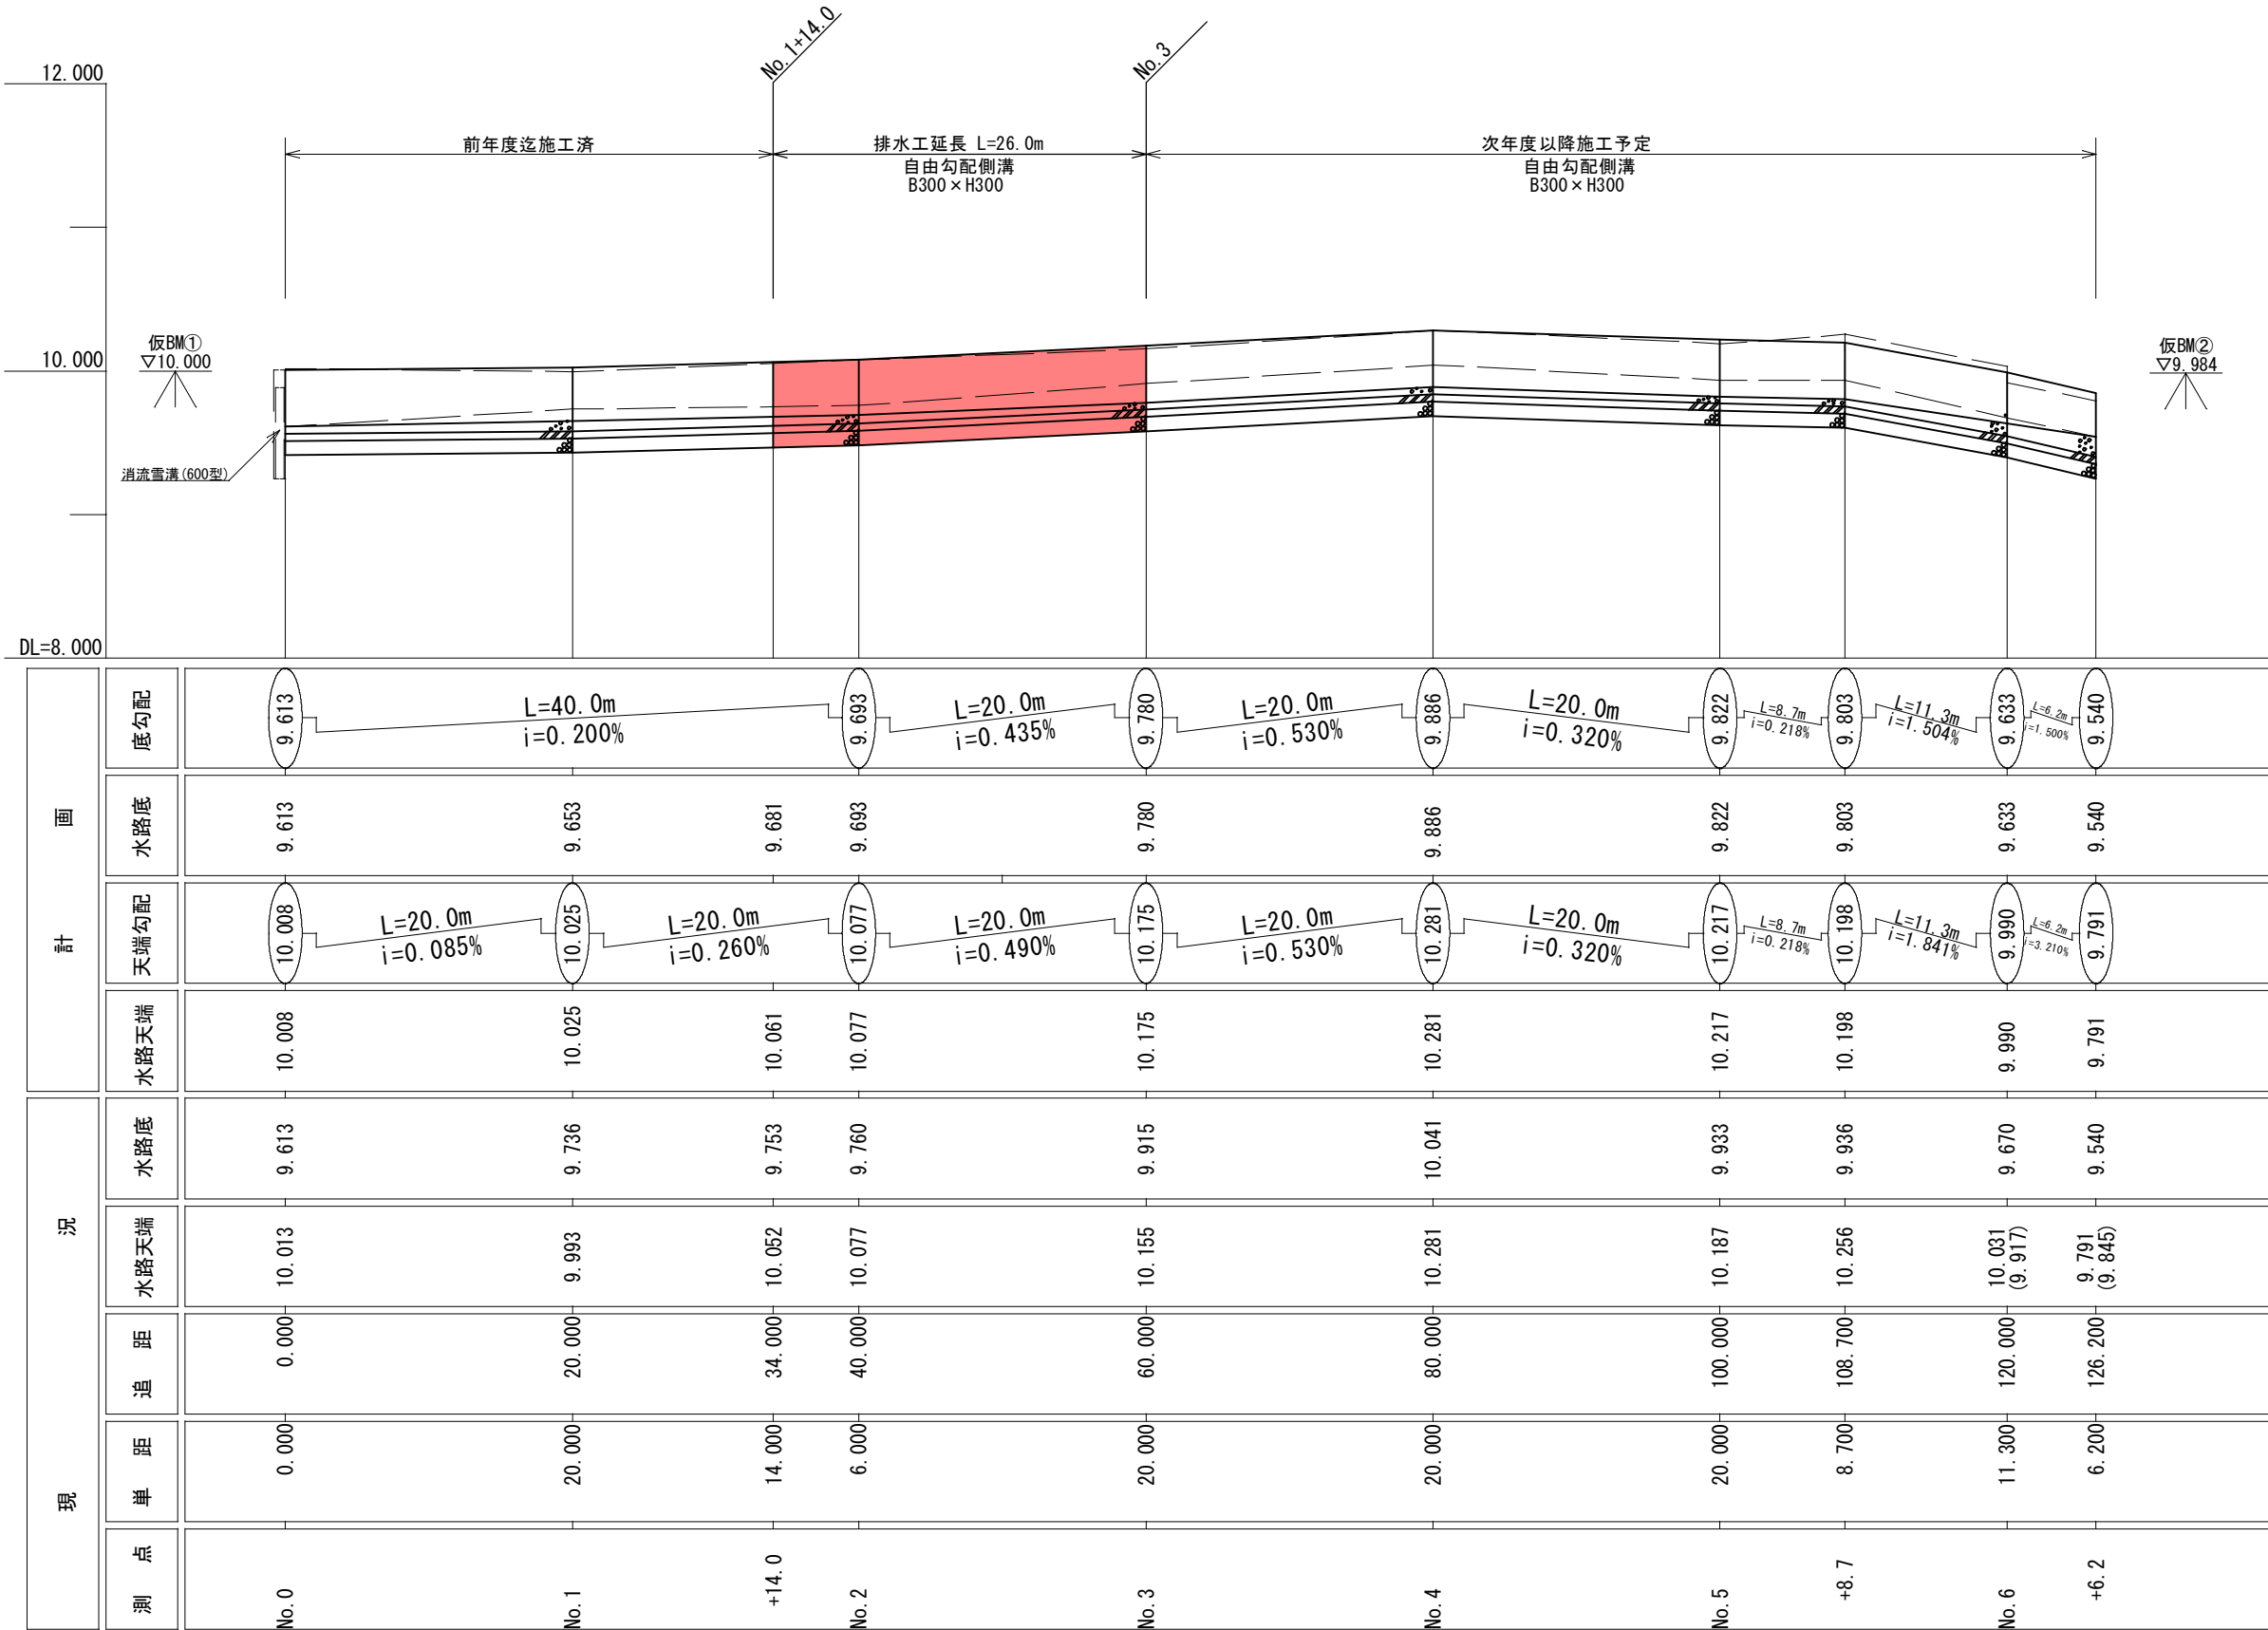 No.1+14.0
No.3
12.000
前年度迄施工済
排水工延長 L=26.0m
自由勾配側溝
B300×H300
次年度以降施工予定
自由勾配側溝
B300×H300
仮BM①
▽10.000
10.000
仮BM②
▽9.984
消流雪溝(600型)
DL=8.000
計画
底勾配
9.613
L=40.0m
i=0.200%
9.693
L=20.0m
i=0.435%
9.780
L=20.0m
i=0.530%
9.886
L=20.0m
i=0.320%
9.822
L=8.7m
i=0.218%
9.803
L=11.3m
i=1.504%
9.633
L=6.2m
i=1.500%
9.540
水路底
9.613
9.653
9.681
9.693
9.780
9.886
9.822
9.803
9.633
9.540
天端勾配
10.008
L=20.0m
i=0.085%
10.025
L=20.0m
i=0.260%
10.077
L=20.0m
i=0.490%
10.175
L=20.0m
i=0.530%
10.281
L=20.0m
i=0.320%
10.217
L=8.7m
i=0.218%
10.198
L=11.3m
i=1.841%
9.990
L=6.2m
i=3.210%
9.791
水路天端
10.008
10.025
10.061
10.077
10.175
10.281
10.217
10.198
9.990
9.791
現況
水路底
9.613
9.736
9.753
9.760
9.915
10.041
9.933
9.936
9.670
9.540
水路天端
10.013
9.993
10.052
10.077
10.155
10.281
10.187
10.256
10.031
(9.917)
9.791
(9.845)
追距
0.000
20.000
34.000
40.000
60.000
80.000
100.000
108.700
120.000
126.200
単距
0.000
20.000
14.000
6.000
20.000
20.000
20.000
8.700
11.300
6.200
測点
No.0
No.1
+14.0
No.2
No.3
No.4
No.5
+8.7
No.6
+6.2